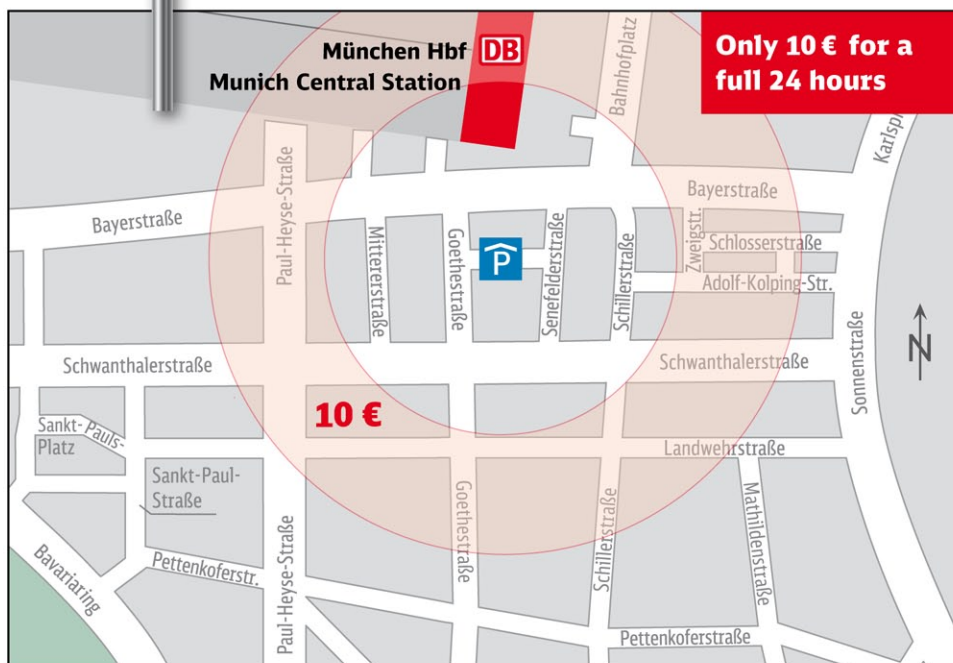 München Hbf DB
Munich Central Station
Only 10 € for a
full 24 hours
Bahnhofplatz
Karlspl
Bayerstraße
Bayerstraße
Paul-Heyse-Straße
Mittererstraße
Goethestraße
P
Senefelderstraße
Schillerstraße
Zweigstr.
Schlosserstraße
Adolf-Kolping-Str.
Sonnenstraße
N
Schwanthalerstraße
Schwanthalerstraße
10 €
Sankt-Pauls-
Platz
Landwehrstraße
Sankt-Paul-
Straße
Goethestraße
Schillerstraße
Mathildenstraße
Bavariaring
Pettenkoferstr.
Paul-Heyse-Straße
Pettenkoferstraße